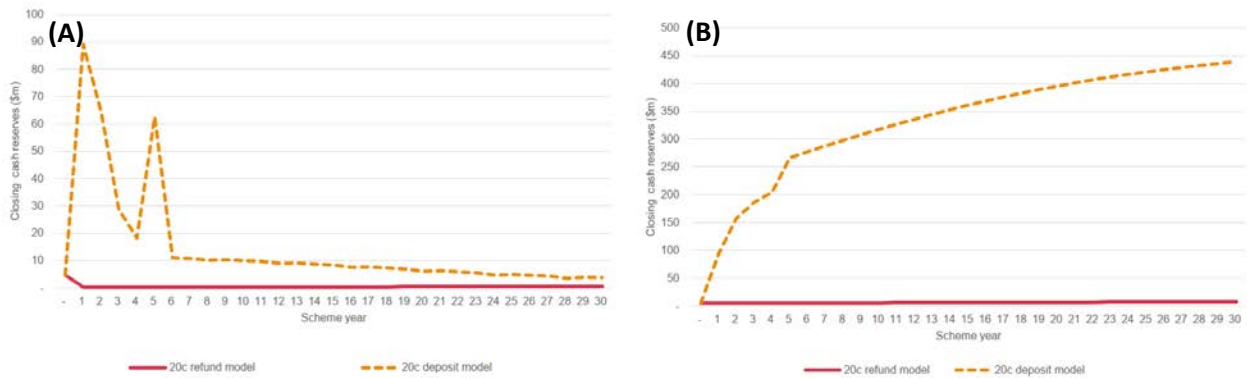 (A)
Closing cash reserves ($m)
100
90
80
70
60
50
40
30
20
10
-
- 1 2 3 4 5 6 7 8 9 10 11 12 13 14 15 16 17 18 19 20 21 22 23 24 25 26 27 28 29 30
Scheme year
20c refund model 20c deposit model
(B)
Closing cash reserves ($m)
500
450
400
350
300
250
200
150
100
50
-
- 1 2 3 4 5 6 7 8 9 10 11 12 13 14 15 16 17 18 19 20 21 22 23 24 25 26 27 28 29 30
Scheme year
20c refund model 20c deposit model